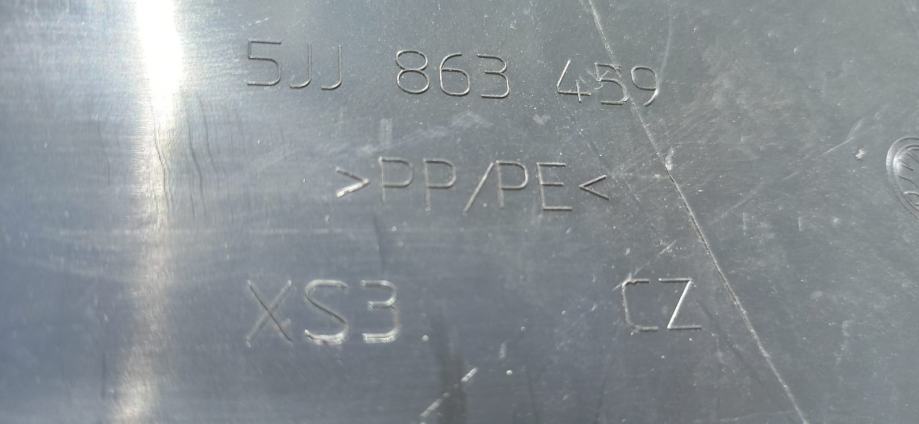 5JJ 863 459
>PP/PE<
XS3 CZ